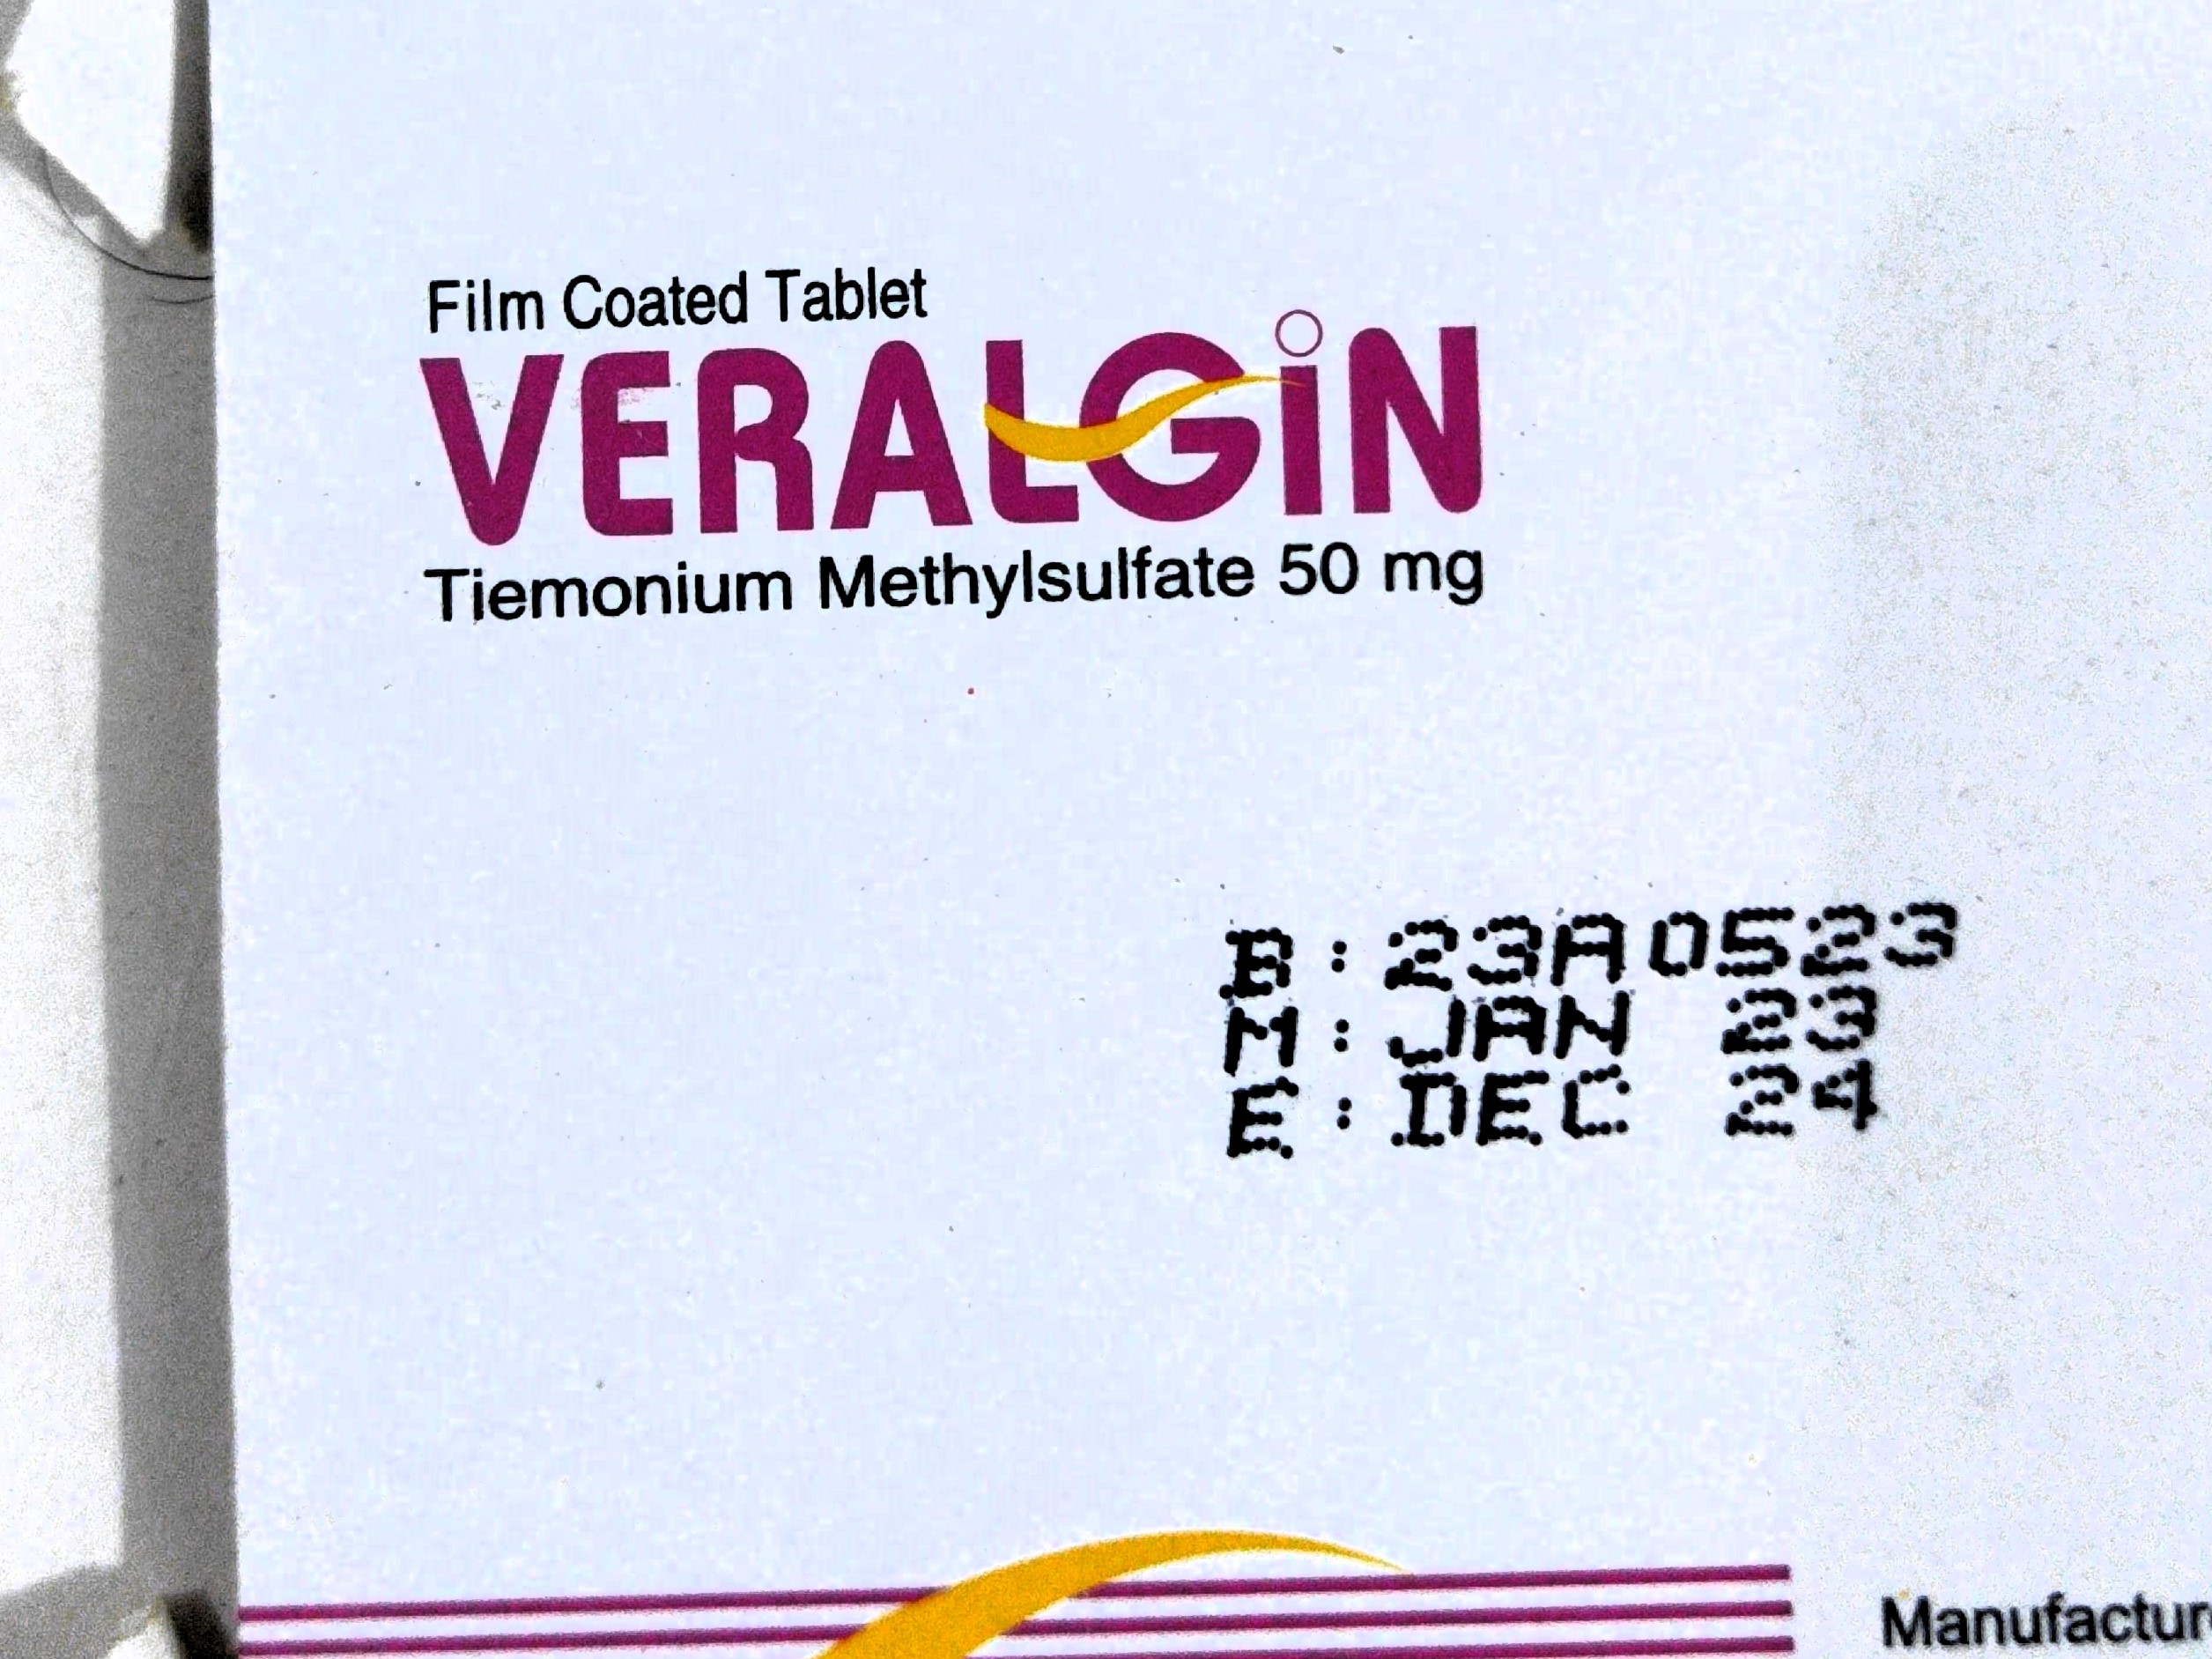 Film Coated Tablet
VERALGiN
Tiemonium Methylsulfate 50 mg
B : 23A0523
M : JAN 23
E : DEC 24